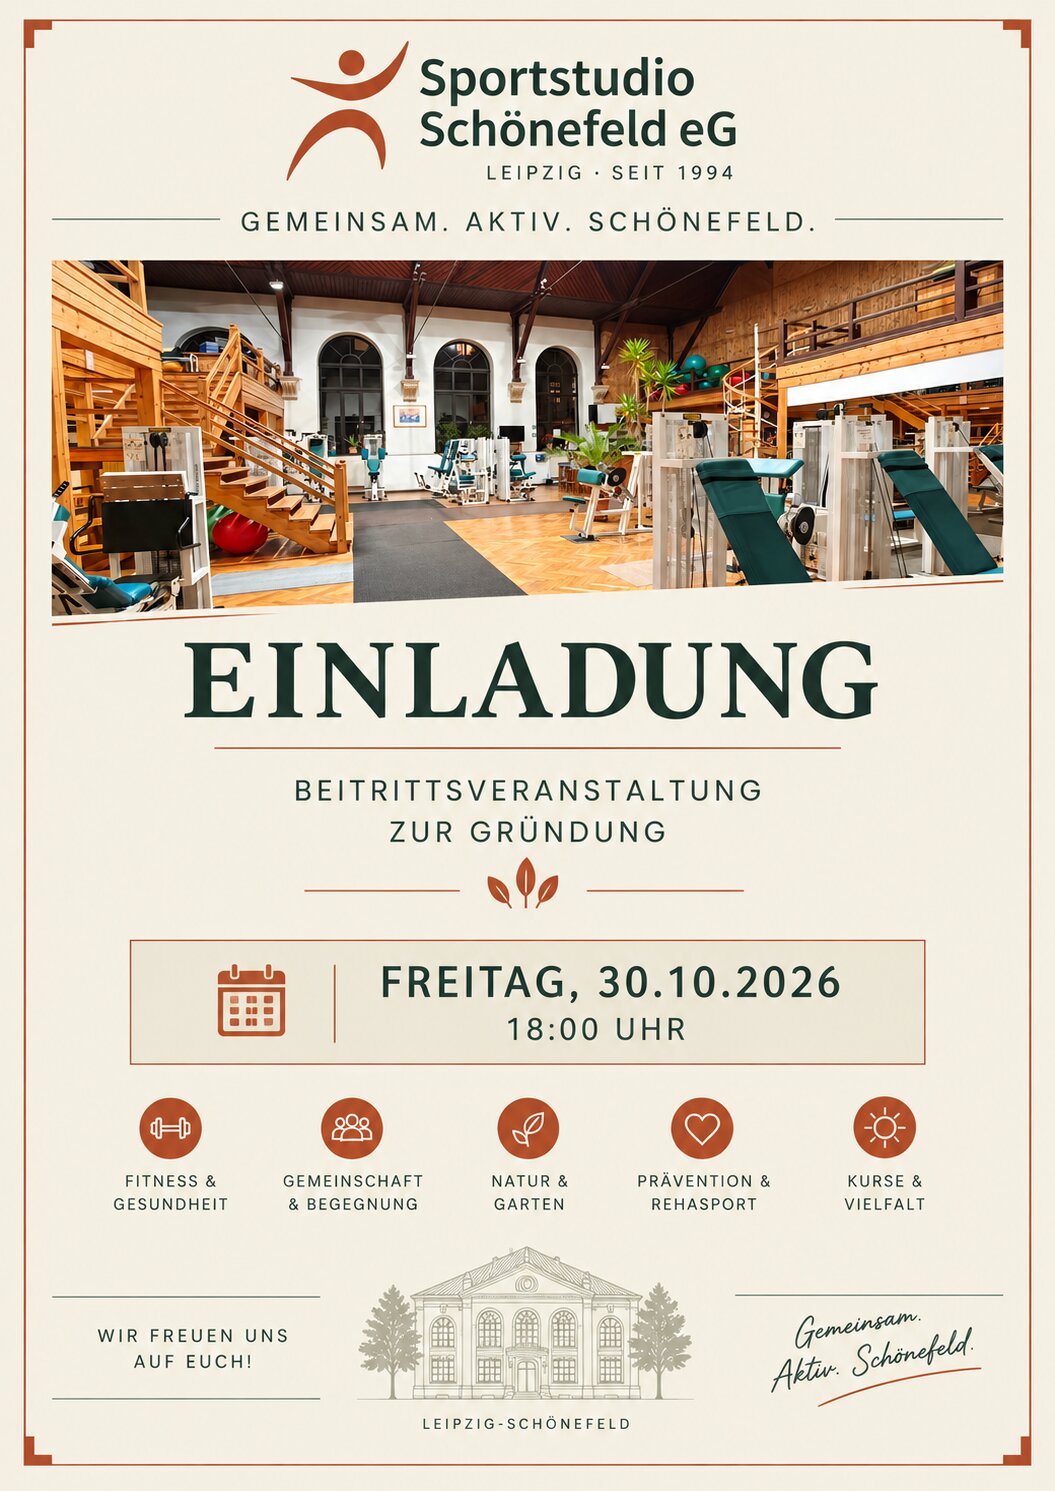 Sportstudio
Schönefeld eG
LEIPZIG · SEIT 1994
GEMEINSAM. AKTIV. SCHÖNEFELD.
EINLADUNG
BEITRITTSVERANSTALTUNG
ZUR GRÜNDUNG
FREITAG, 30.10.2026
18:00 UHR
FITNESS &
GESUNDHEIT
GEMEINSCHAFT
& BEGEGNUNG
NATUR &
GARTEN
PRÄVENTION &
REHASPORT
KURSE &
VIELFALT
WIR FREUEN UNS
AUF EUCH!
LEIPZIG-SCHÖNEFELD
Gemeinsam.
Aktiv. Schönefeld.